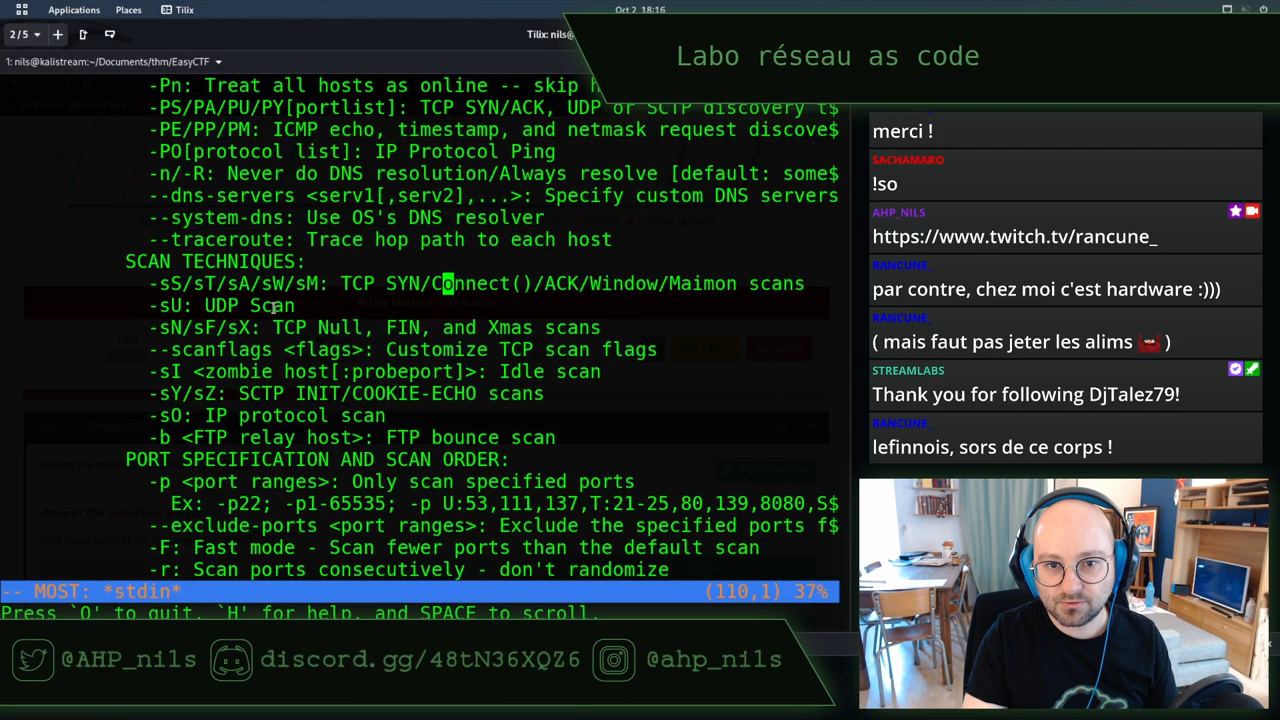 Applications Places Tilix Oct 2 18:16
2/5 Tilix: nils@
Labo réseau as code
1: nils@kalistream:~/Documents/thm/EasyCTF
-Pn: Treat all hosts as online -- skip h
-PS/PA/PU/PY[portlist]: TCP SYN/ACK, UDP or SCTP discovery t$
-PE/PP/PM: ICMP echo, timestamp, and netmask request discove$
-PO[protocol list]: IP Protocol Ping
-n/-R: Never do DNS resolution/Always resolve [default: some$
--dns-servers <serv1[,serv2],...>: Specify custom DNS servers
--system-dns: Use OS's DNS resolver
--traceroute: Trace hop path to each host
SCAN TECHNIQUES:
-sS/sT/sA/sW/sM: TCP SYN/Connect()/ACK/Window/Maimon scans
-sU: UDP Scan
-sN/sF/sX: TCP Null, FIN, and Xmas scans
--scanflags <flags>: Customize TCP scan flags
-sI <zombie host[:probeport]>: Idle scan
-sY/sZ: SCTP INIT/COOKIE-ECHO scans
-sO: IP protocol scan
-b <FTP relay host>: FTP bounce scan
PORT SPECIFICATION AND SCAN ORDER:
-p <port ranges>: Only scan specified ports
Ex: -p22; -p1-65535; -p U:53,111,137,T:21-25,80,139,8080,S$
--exclude-ports <port ranges>: Exclude the specified ports f$
-F: Fast mode - Scan fewer ports than the default scan
-r: Scan ports consecutively - don't randomize
-- MOST: *stdin* (110,1) 37%
Press `Q' to quit, `H' for help, and SPACE to scroll.
merci !
SACHAMARO
!so
AHP_NILS
https://www.twitch.tv/rancune_
RANCUNE_
par contre, chez moi c'est hardware :)))
RANCUNE_
( mais faut pas jeter les alims )
STREAMLABS
Thank you for following DjTalez79!
RANCUNE_
lefinnois, sors de ce corps !
@AHP_nils discord.gg/48tN36XQZ6 @ahp_nils